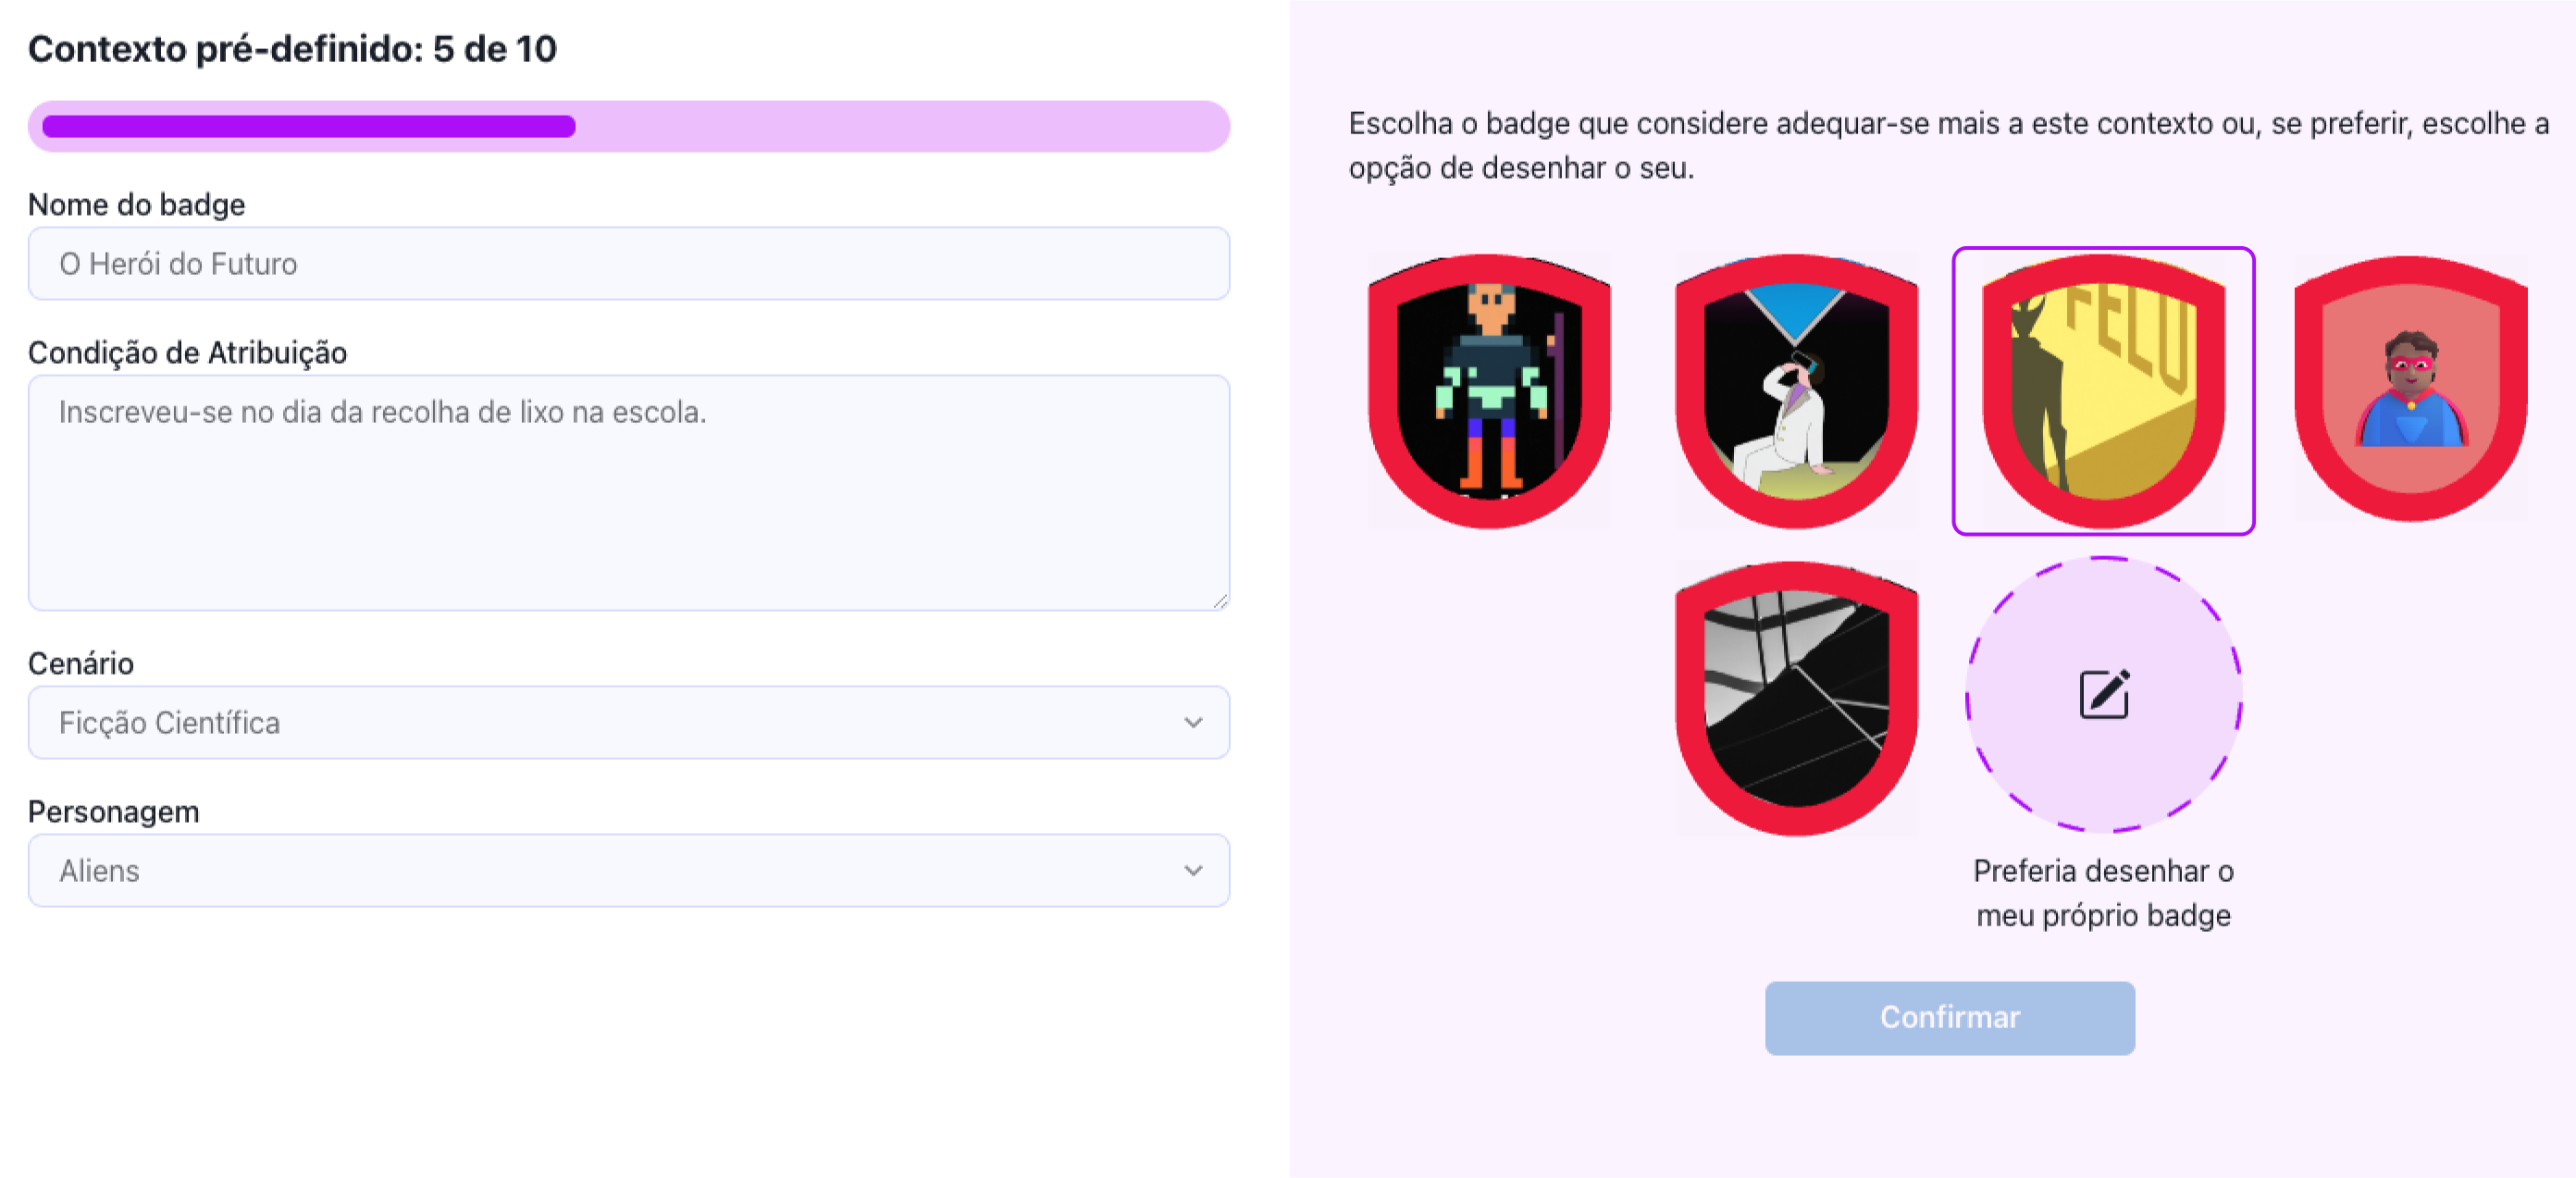 Contexto pré-definido: 5 de 10
Nome do badge
O Herói do Futuro
Condição de Atribuição
Inscreveu-se no dia da recolha de lixo na escola.
Cenário
Ficção Científica
Personagem
Aliens
Escolha o badge que considere adequar-se mais a este contexto ou, se preferir, escolhe a
opção de desenhar o seu.
Preferia desenhar o
meu próprio badge
Confirmar